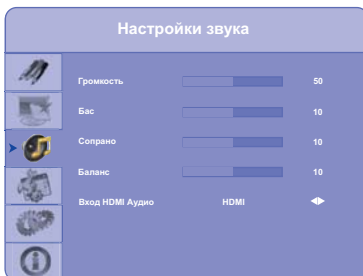 Настройки звука
Громкость 50
Бас 10
Сопрано 10
Баланс 10
Вход HDMI Аудио HDMI